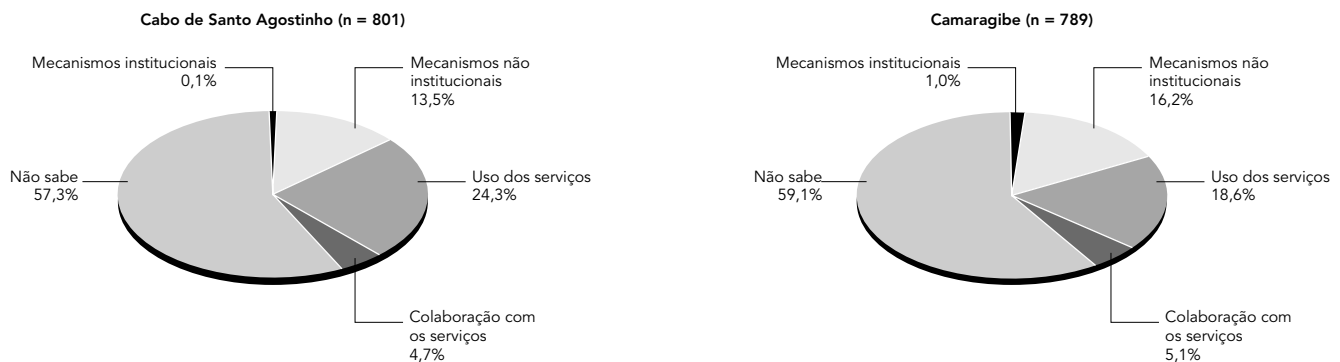 Cabo de Santo Agostinho (n = 801)
Mecanismos institucionais
0,1%
Mecanismos não
institucionais
13,5%
Não sabe
57,3%
Uso dos serviços
24,3%
Colaboração com
os serviços
4,7%
Camaragibe (n = 789)
Mecanismos institucionais
1,0%
Mecanismos não
institucionais
16,2%
Não sabe
59,1%
Uso dos serviços
18,6%
Colaboração com
os serviços
5,1%